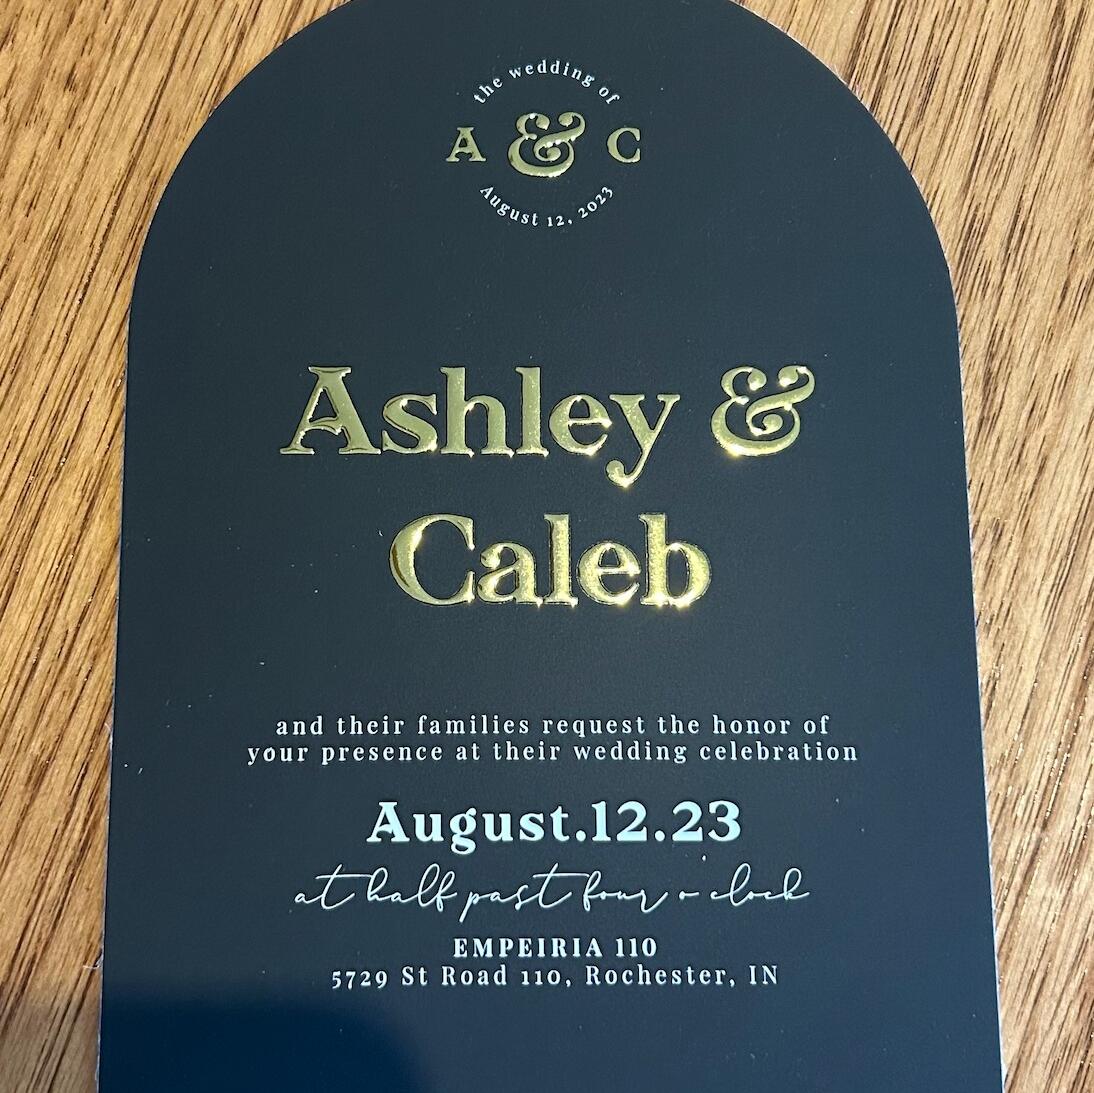 the wedding of
A & C
August 12, 2023
Ashley &
Caleb
and their families request the honor of
your presence at their wedding celebration
August.12.23
at half past four o clock
EMPEIRIA 110
5729 St Road 110, Rochester, IN